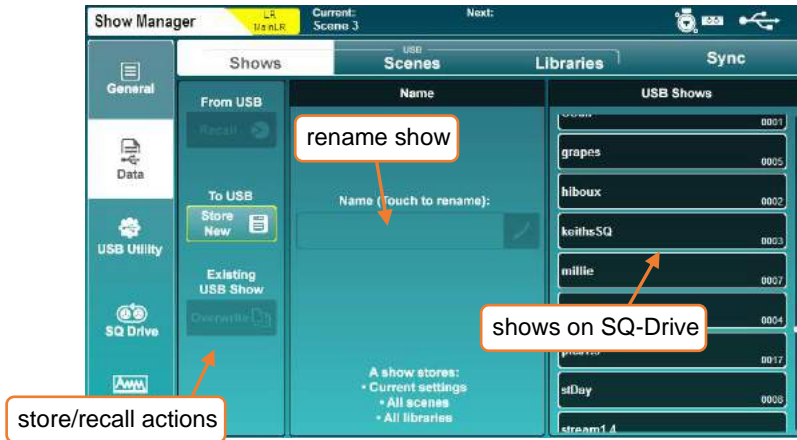 Show Manager
LR
MainLR
Current:
Scene 3
Next:
General
Data
USB Utility
SQ Drive
Shows
USB
Scenes
Libraries
Sync
From USB
Recall
To USB
Store
New
Existing
USB Show
Overwrite
store/recall actions
Name
rename show
Name (Touch to rename):
A show stores:
• Current settings
• All scenes
• All libraries
USB Shows
0001
grapes
0005
hiboux
0002
keithsSQ
0003
millie
0007
shows on SQ-Drive
0004
0017
stDay
0008
stream1.4